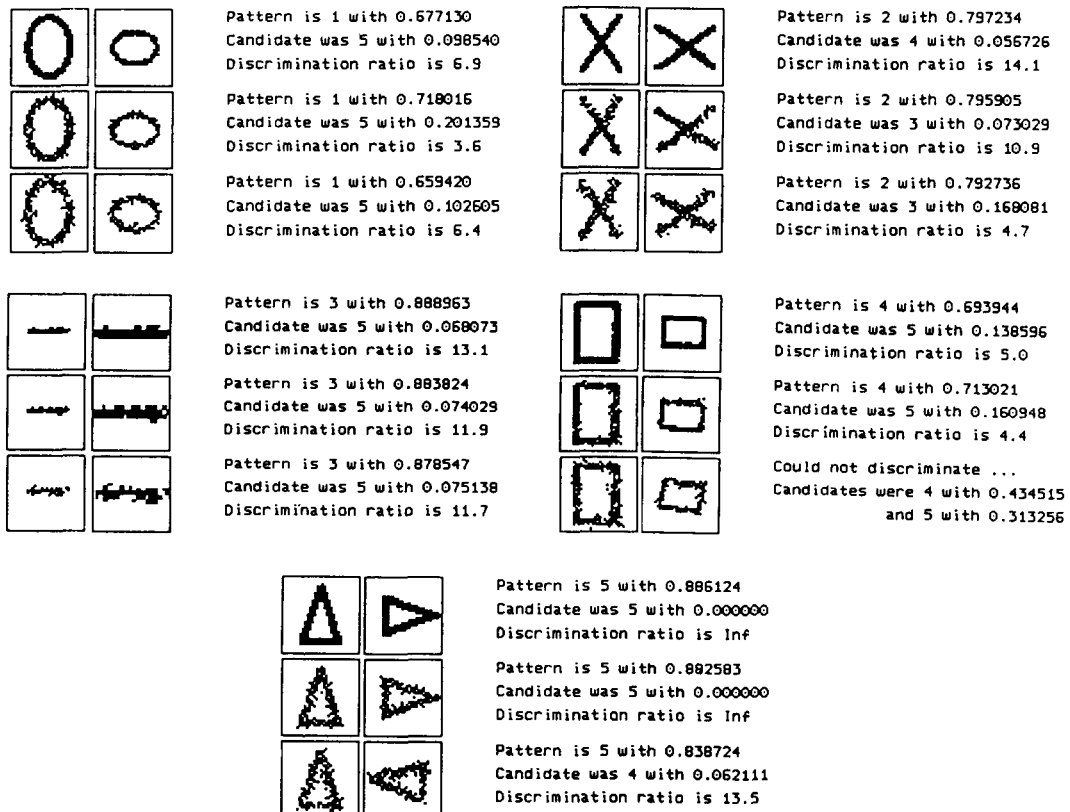 Pattern is 1 with 0.677130
Candidate was 5 with 0.098540
Discrimination ratio is 6.9
Pattern is 1 with 0.718016
Candidate was 5 with 0.201359
Discrimination ratio is 3.6
Pattern is 1 with 0.659420
Candidate was 5 with 0.102605
Discrimination ratio is 6.4
Pattern is 2 with 0.797234
Candidate was 4 with 0.056726
Discrimination ratio is 14.1
Pattern is 2 with 0.795905
Candidate was 3 with 0.073029
Discrimination ratio is 10.9
Pattern is 2 with 0.792736
Candidate was 3 with 0.168081
Discrimination ratio is 4.7
Pattern is 3 with 0.888963
Candidate was 5 with 0.068073
Discrimination ratio is 13.1
Pattern is 3 with 0.883824
Candidate was 5 with 0.074029
Discrimination ratio is 11.9
Pattern is 3 with 0.878547
Candidate was 5 with 0.075138
Discrimination ratio is 11.7
Pattern is 4 with 0.693944
Candidate was 5 with 0.138596
Discrimination ratio is 5.0
Pattern is 4 with 0.713021
Candidate was 5 with 0.160948
Discrimination ratio is 4.4
Could not discriminate ...
Candidates were 4 with 0.434515
and 5 with 0.313256
Pattern is 5 with 0.886124
Candidate was 5 with 0.000000
Discrimination ratio is Inf
Pattern is 5 with 0.882583
Candidate was 5 with 0.000000
Discrimination ratio is Inf
Pattern is 5 with 0.838724
Candidate was 4 with 0.062111
Discrimination ratio is 13.5